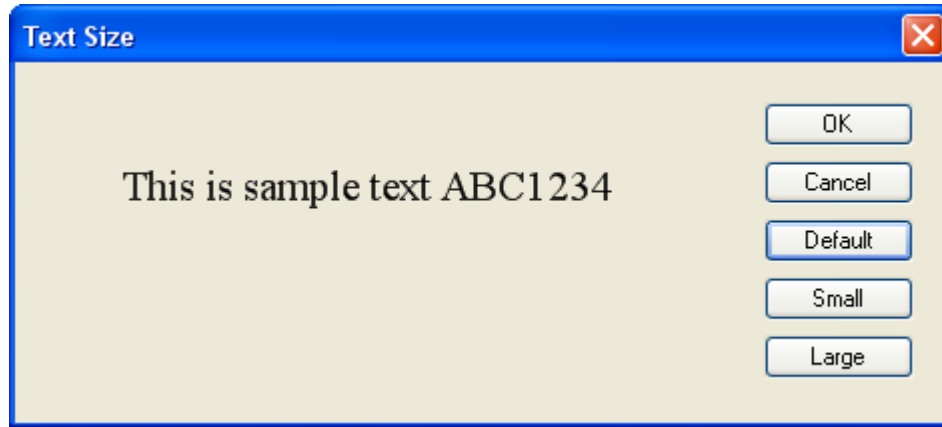 Text Size
This is sample text ABC1234
OK
Cancel
Default
Small
Large